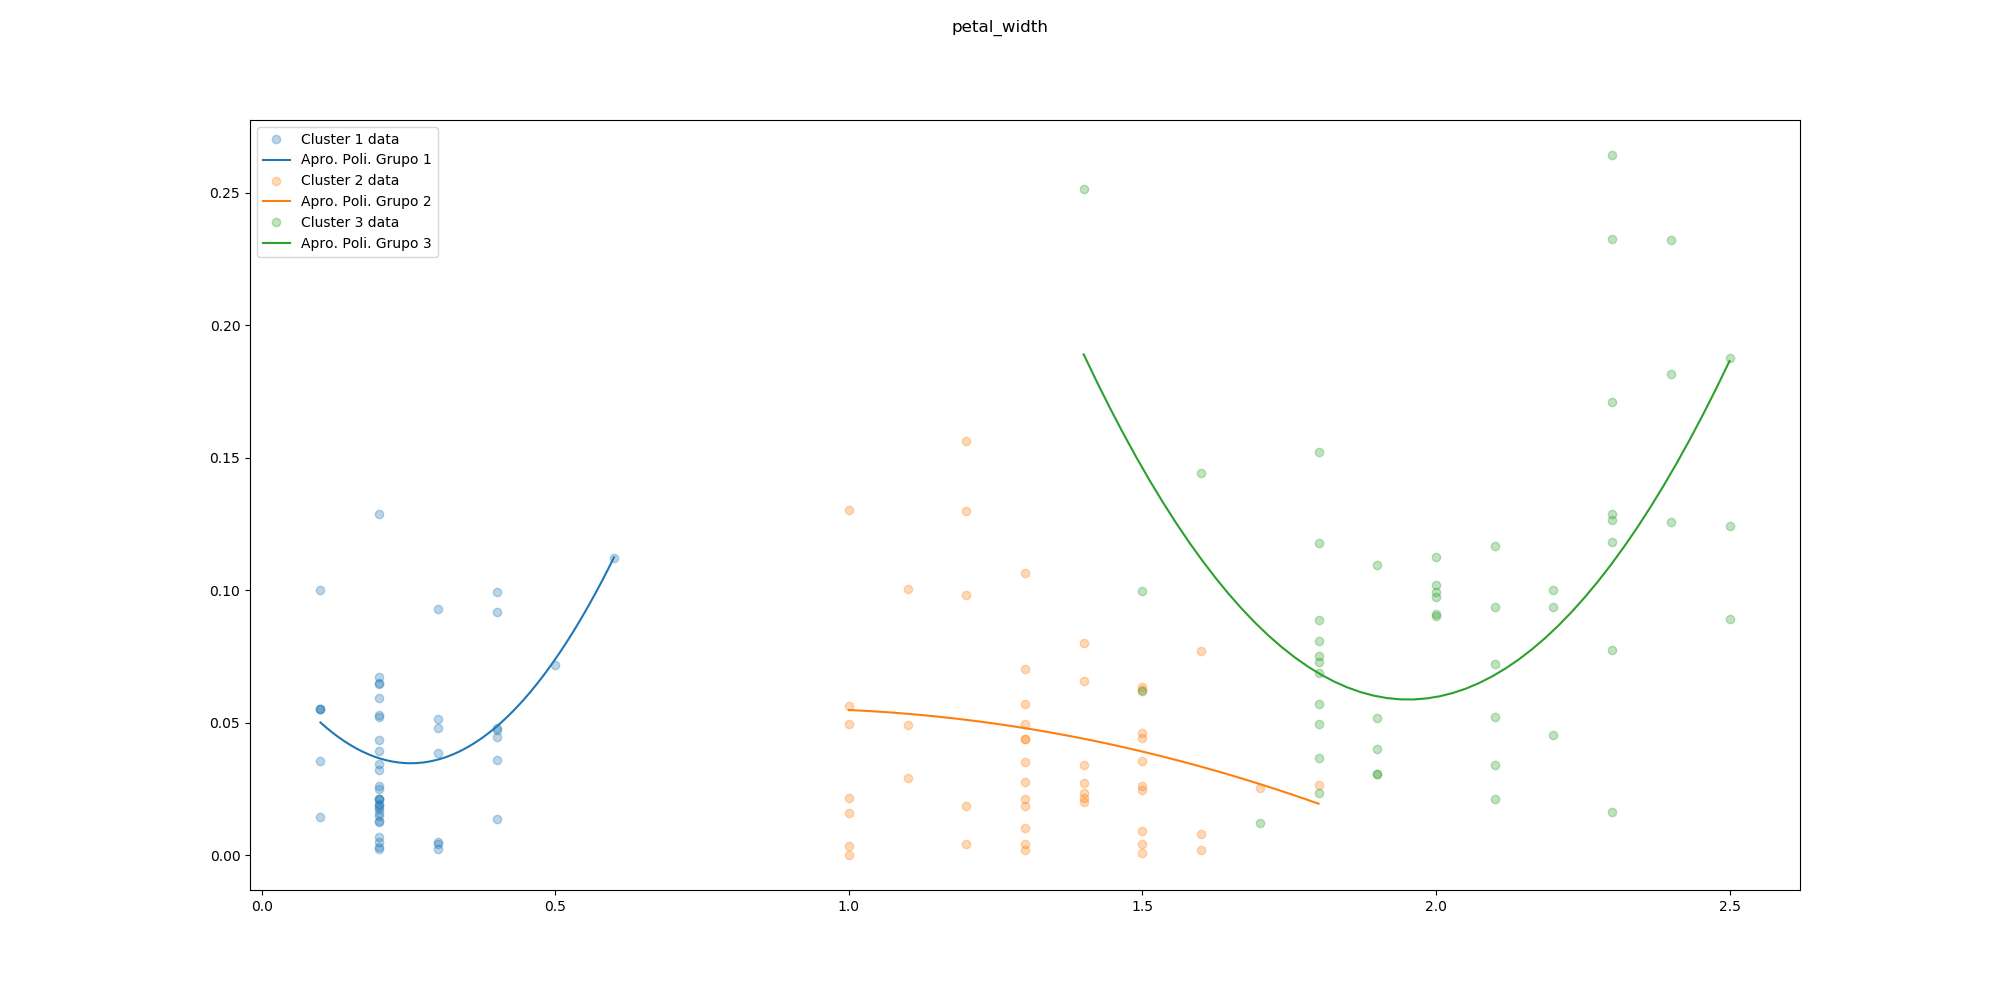 petal_width
Cluster 1 data
Apro. Poli. Grupo 1
Cluster 2 data
Apro. Poli. Grupo 2
Cluster 3 data
Apro. Poli. Grupo 3
0.25
0.20
0.15
0.10
0.05
0.00
0.0 0.5 1.0 1.5 2.0 2.5